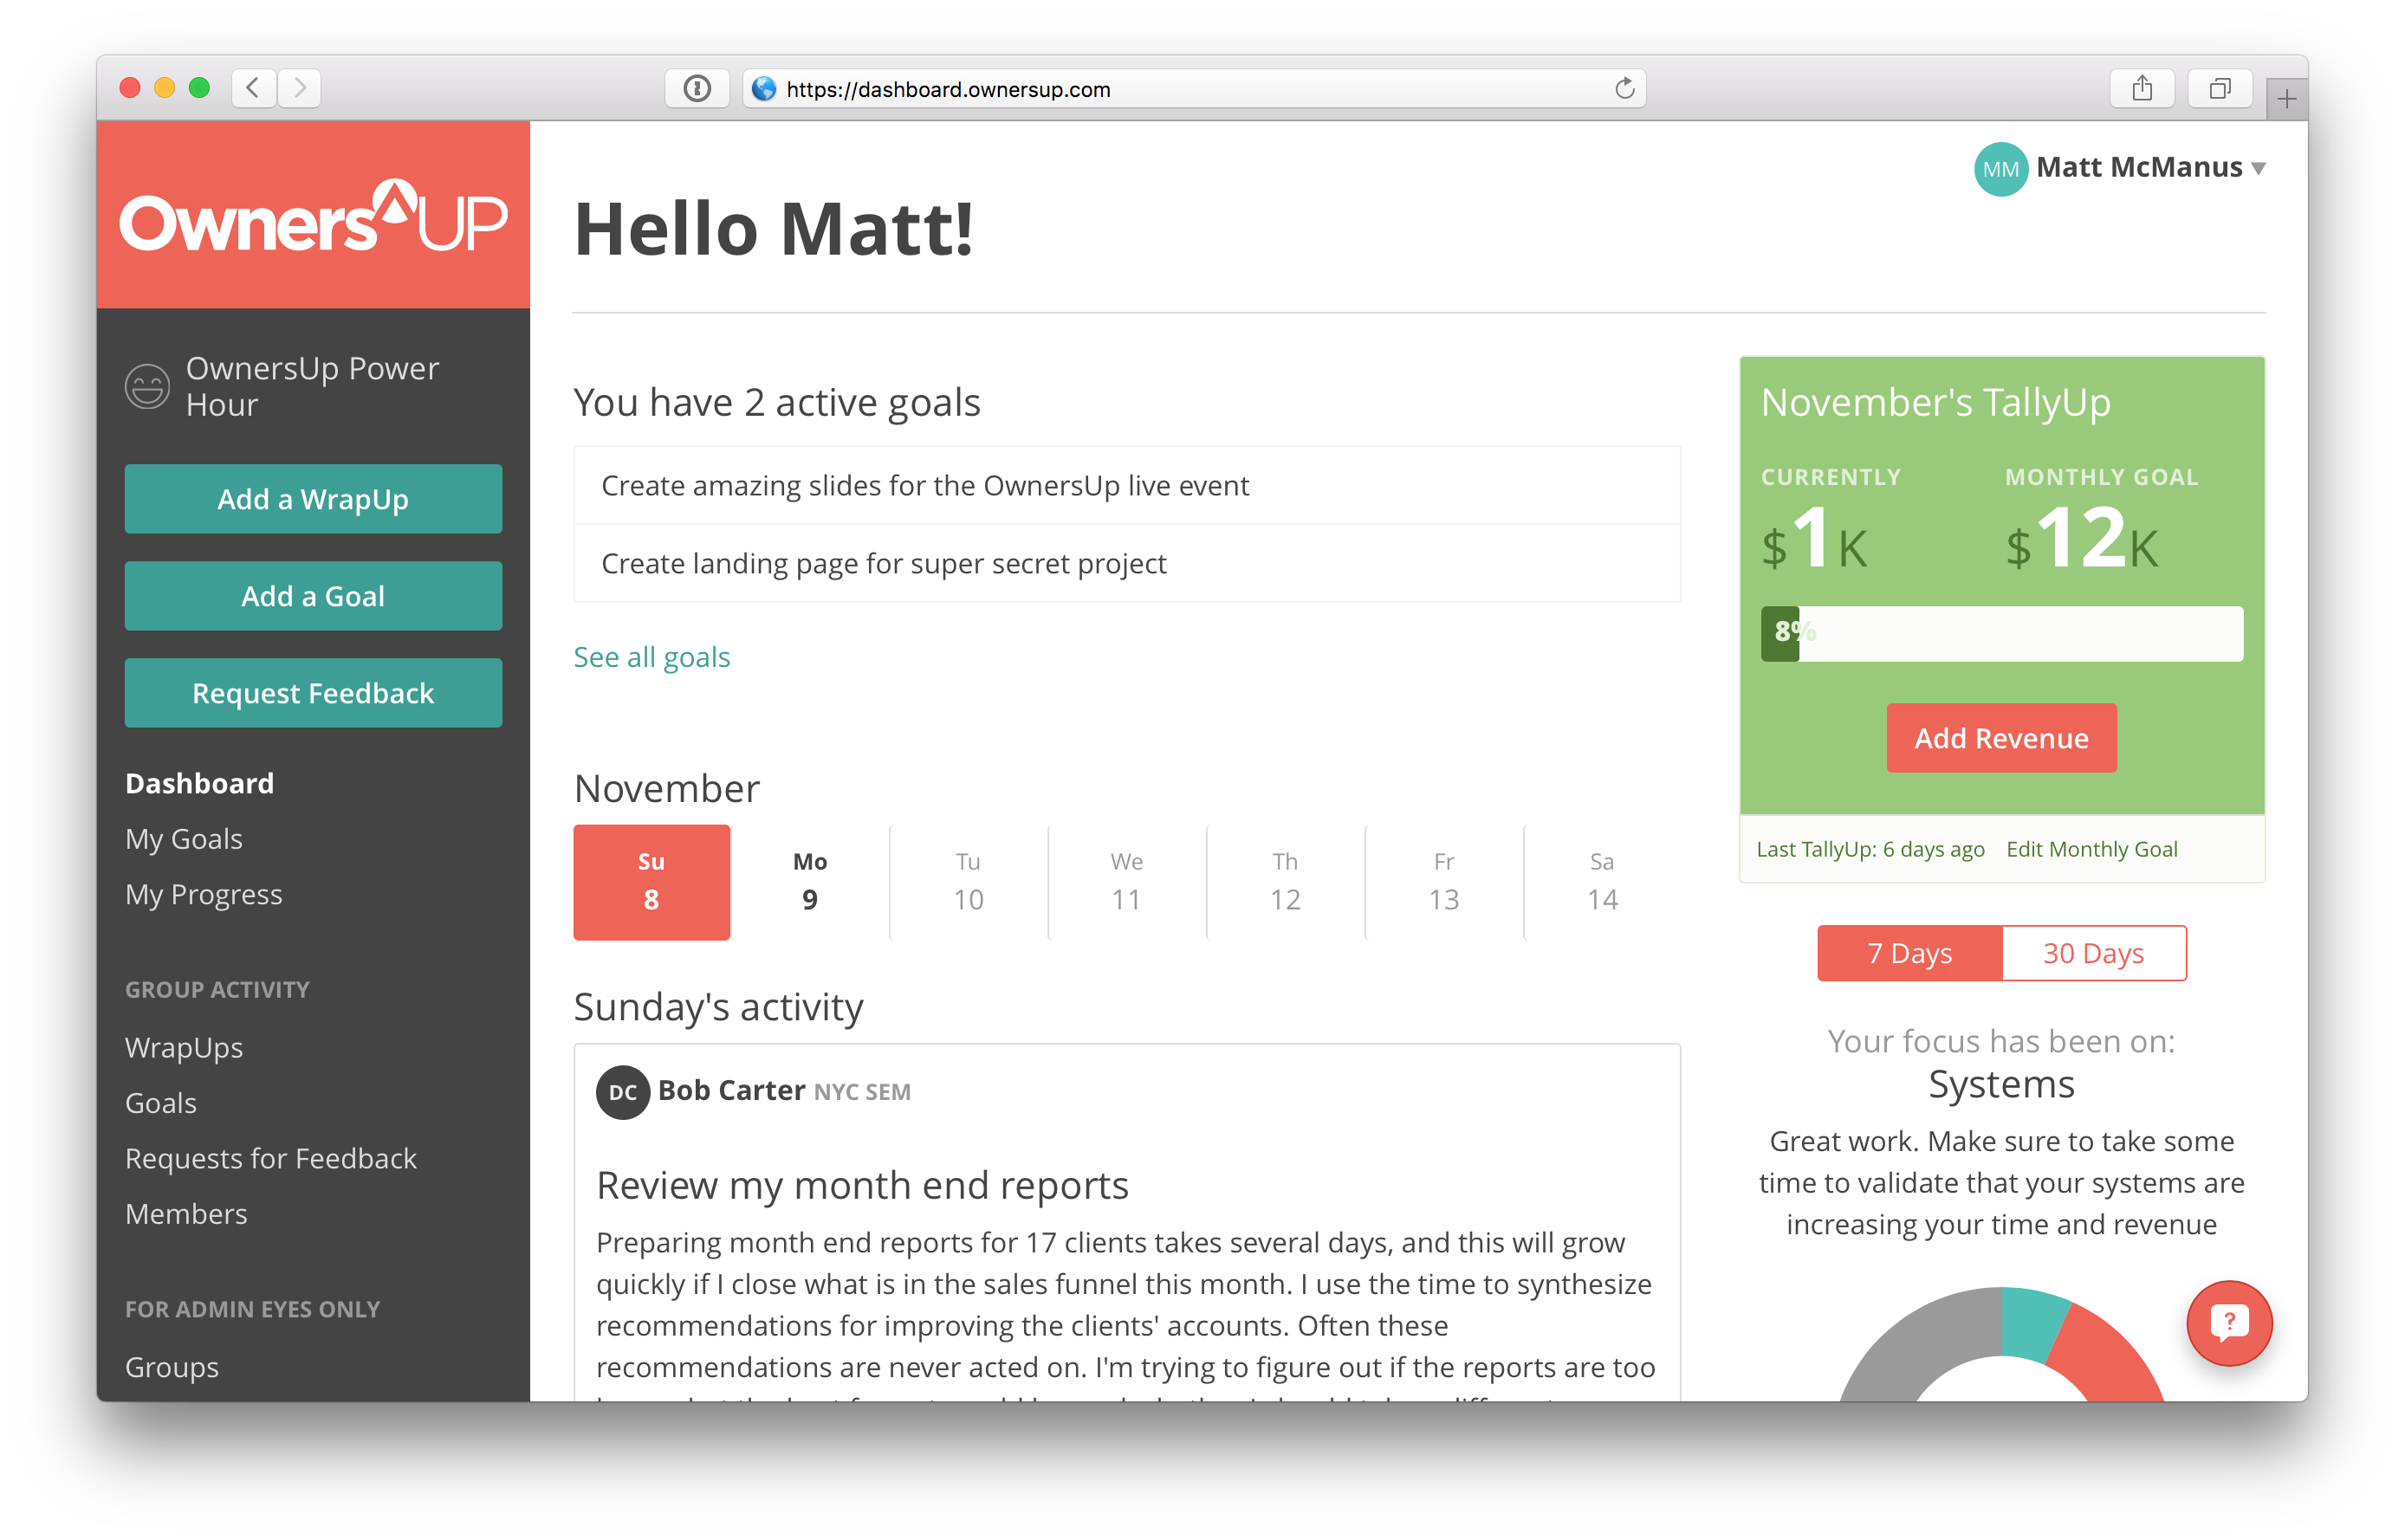 https://dashboard.ownersup.com
OwnersUP
OwnersUp Power
Hour
Add a WrapUp
Add a Goal
Request Feedback
Dashboard
My Goals
My Progress
GROUP ACTIVITY
WrapUps
Goals
Requests for Feedback
Members
FOR ADMIN EYES ONLY
Groups
MM Matt McManus
Hello Matt!
You have 2 active goals
Create amazing slides for the OwnersUp live event
Create landing page for super secret project
See all goals
November
Su Mo Tu We Th Fr Sa
8 9 10 11 12 13 14
Sunday's activity
DC Bob Carter NYC SEM
Review my month end reports
Preparing month end reports for 17 clients takes several days, and this will grow
quickly if I close what is in the sales funnel this month. I use the time to synthesize
recommendations for improving the clients' accounts. Often these
recommendations are never acted on. I'm trying to figure out if the reports are too
November's TallyUp
CURRENTLY MONTHLY GOAL
$1K $12K
8%
Add Revenue
Last TallyUp: 6 days ago Edit Monthly Goal
7 Days 30 Days
Your focus has been on:
Systems
Great work. Make sure to take some
time to validate that your systems are
increasing your time and revenue
?